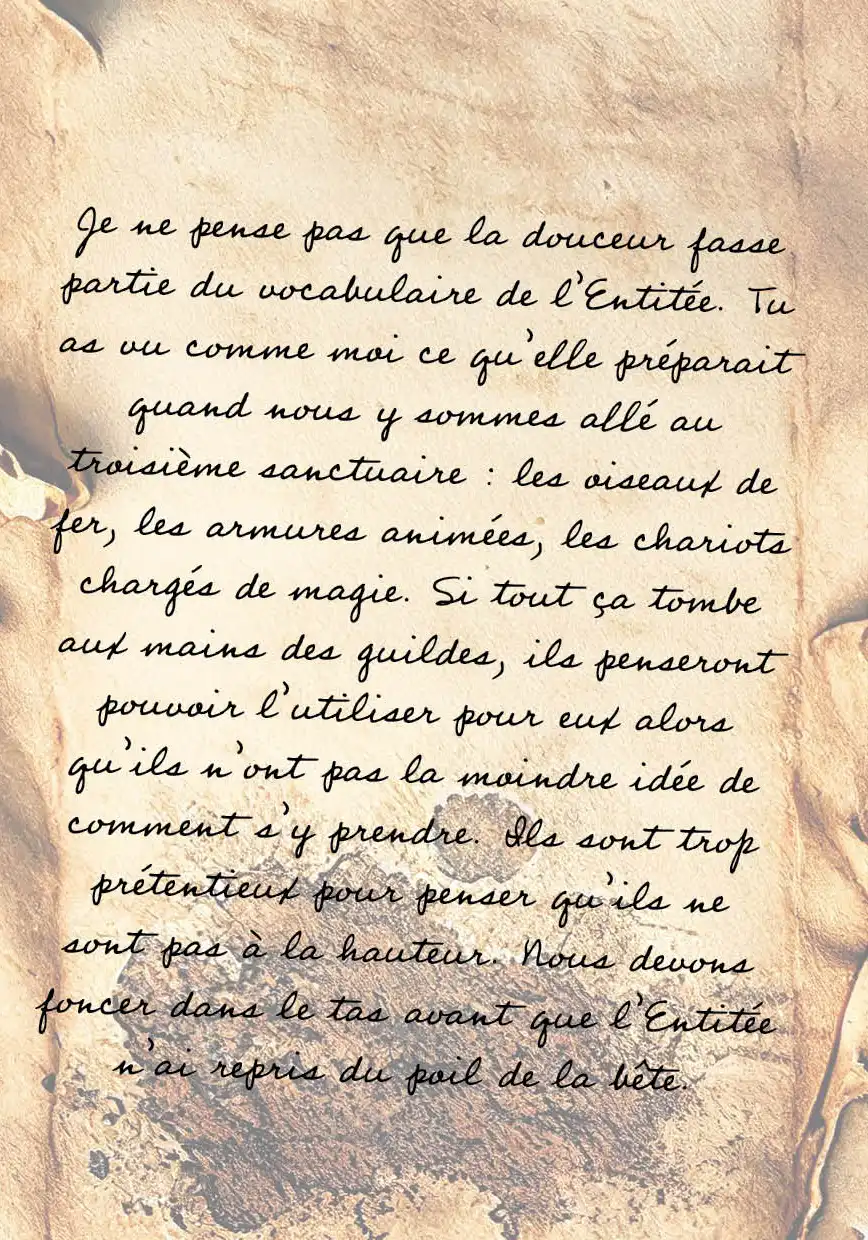 Je ne pense pas que la douceur fasse
partie du vocabulaire de l'Entitée. Tu
as vu comme moi ce qu'elle préparait
quand nous y sommes allé au
troisième sanctuaire : les oiseaux de
fer, les armures animées, les chariots
chargés de magie. Si tout ça tombe
aux mains des guildes, ils penseront
pouvoir l'utiliser pour eux alors
qu'ils n'ont pas la moindre idée de
comment s'y prendre. Ils sont trop
prétentieux pour penser qu'ils ne
sont pas à la hauteur. Nous devons
foncer dans le tas avant que l'Entitée
n'ai repris du poil de la bête.